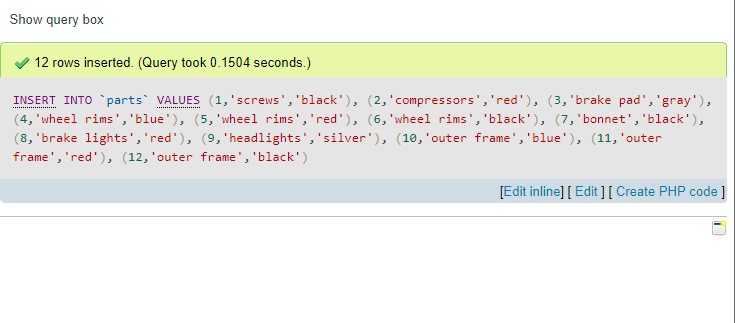 Show query box
12 rows inserted. (Query took 0.1504 seconds.)
INSERT INTO `parts` VALUES (1,'screws','black'), (2,'compressors','red'), (3,'brake pad','gray'),
(4,'wheel rims','blue'), (5,'wheel rims','red'), (6,'wheel rims','black'), (7,'bonnet','black'),
(8,'brake lights','red'), (9,'headlights','silver'), (10,'outer frame','blue'), (11,'outer
frame','red'), (12,'outer frame','black')
[Edit inline] [ Edit ] [ Create PHP code ]